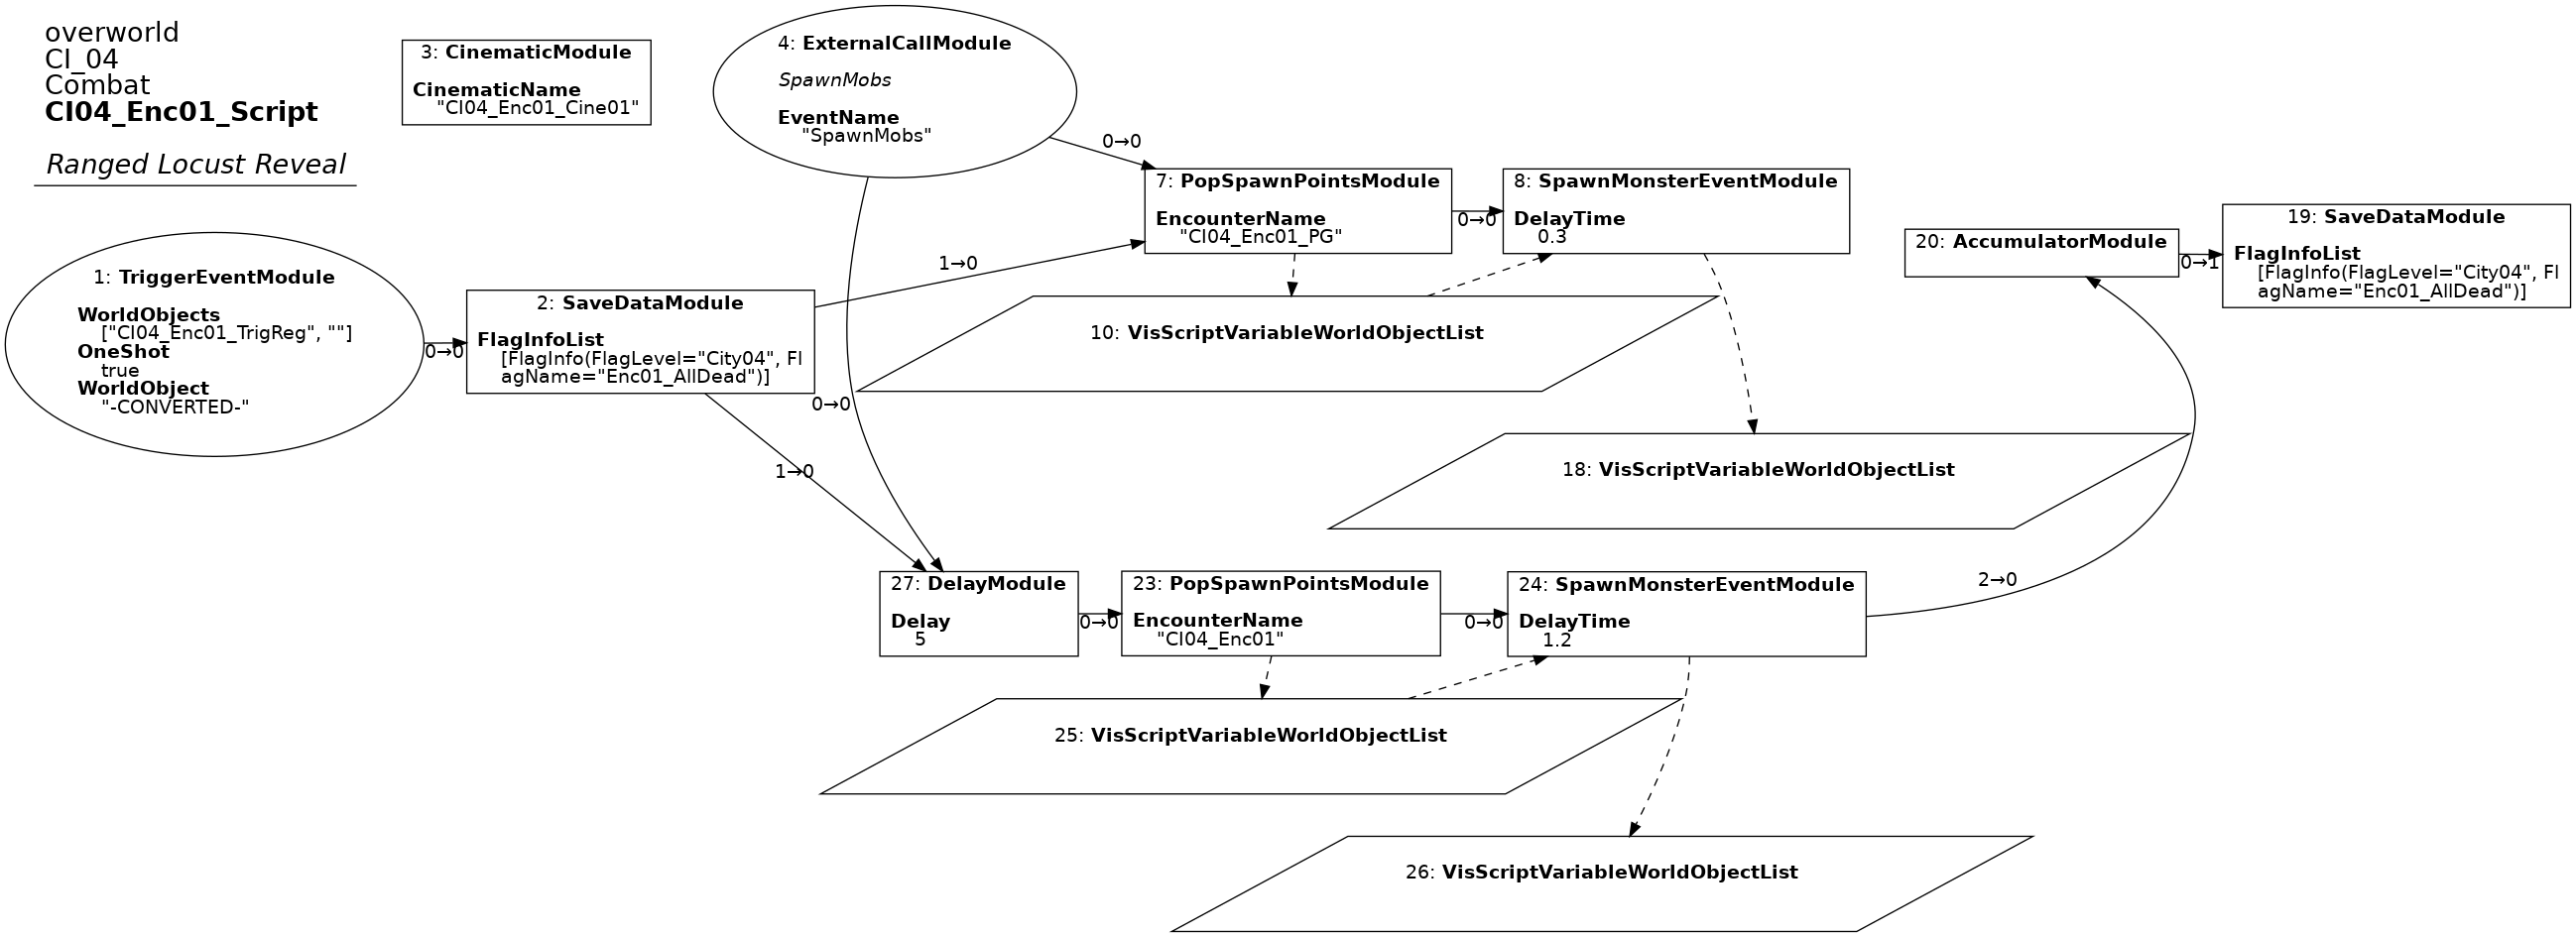 overworld
CI_04
Combat
CI04_Enc01_Script
Ranged Locust Reveal
3: CinematicModule
CinematicName
"CI04_Enc01_Cine01"
4: ExternalCallModule
SpawnMobs
EventName
"SpawnMobs"
0→0
7: PopSpawnPointsModule
EncounterName
"CI04_Enc01_PG"
0→0
8: SpawnMonsterEventModule
DelayTime
0.3
20: AccumulatorModule
0→1
19: SaveDataModule
FlagInfoList
[FlagInfo(FlagLevel="City04", Fl
agName="Enc01_AllDead")]
1: TriggerEventModule
WorldObjects
["CI04_Enc01_TrigReg", ""]
OneShot
true
WorldObject
"-CONVERTED-"
0→0
2: SaveDataModule
FlagInfoList
[FlagInfo(FlagLevel="City04", Fl
agName="Enc01_AllDead")]
1→0
10: VisScriptVariableWorldObjectList
0→0
1→0
18: VisScriptVariableWorldObjectList
27: DelayModule
Delay
5
0→0
23: PopSpawnPointsModule
EncounterName
"CI04_Enc01"
0→0
24: SpawnMonsterEventModule
DelayTime
1.2
2→0
25: VisScriptVariableWorldObjectList
26: VisScriptVariableWorldObjectList